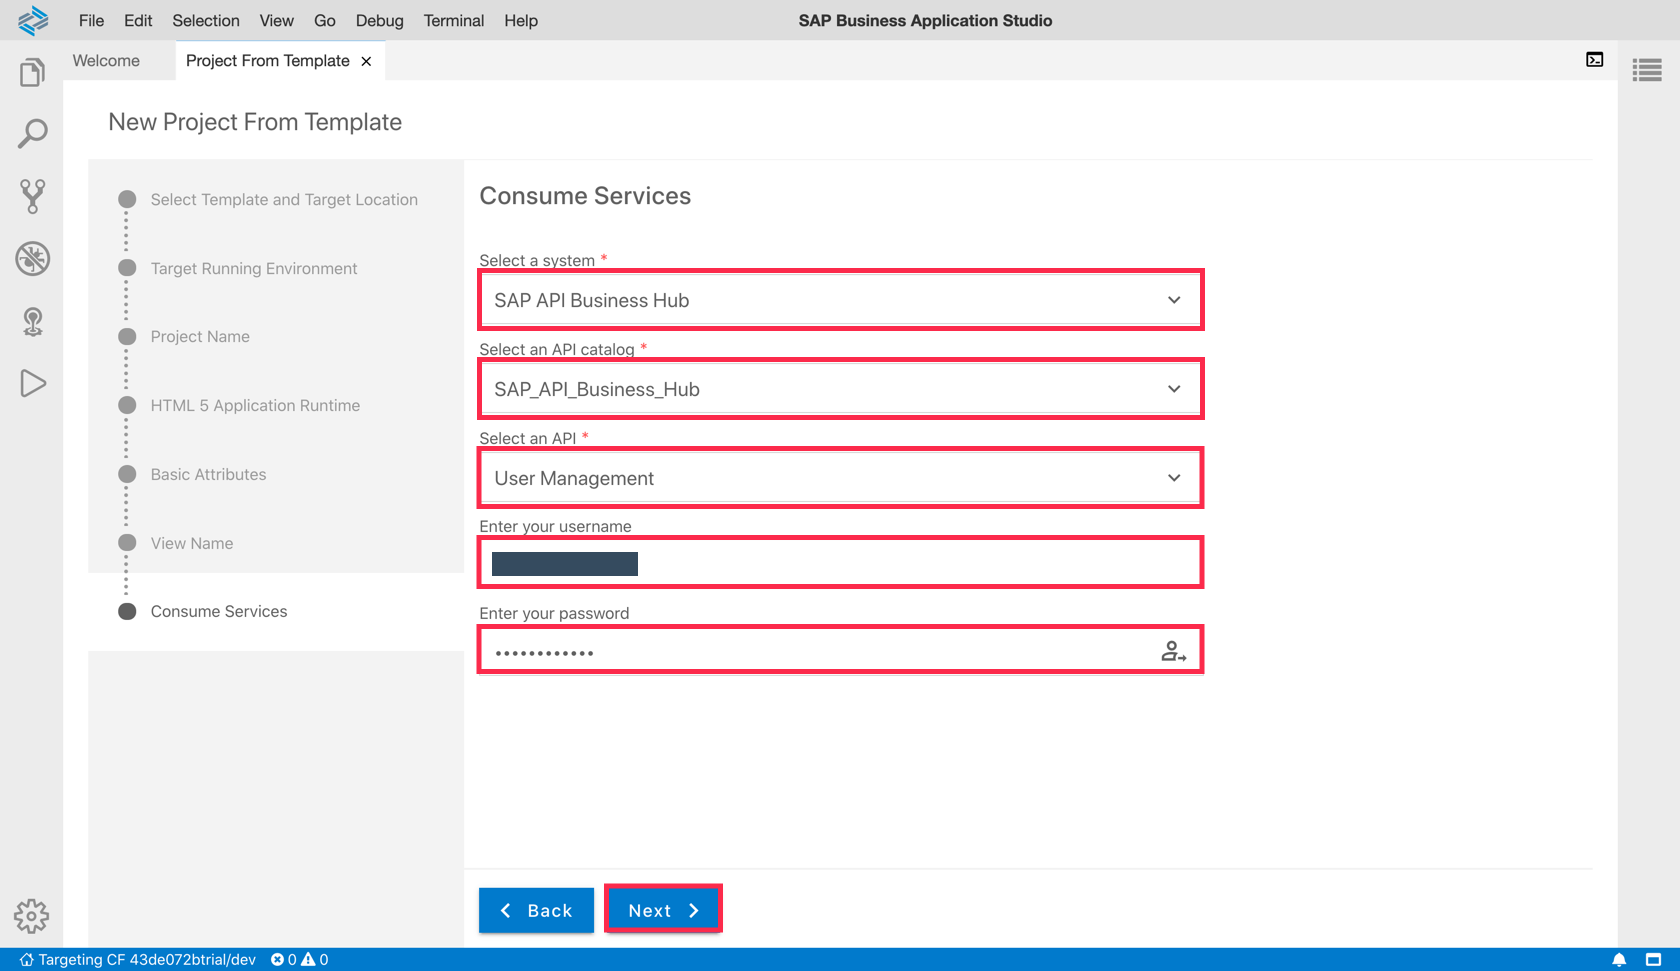 File Edit Selection View Go Debug Terminal Help SAP Business Application Studio
Welcome Project From Template
New Project From Template
Select Template and Target Location
Target Running Environment
Project Name
HTML 5 Application Runtime
Basic Attributes
View Name
Consume Services
Consume Services
Select a system *
SAP API Business Hub
Select an API catalog *
SAP_API_Business_Hub
Select an API *
User Management
Enter your username
Enter your password
••••••••••••
Back Next
Targeting CF 43de072btrial/dev 0 0